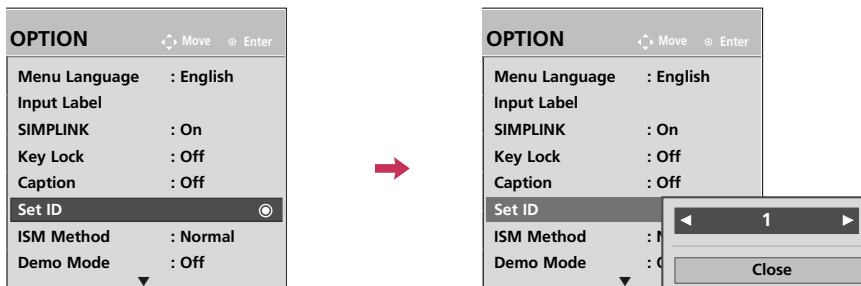 OPTION Move Enter
Menu Language : English
Input Label
SIMPLINK : On
Key Lock : Off
Caption : Off
Set ID
ISM Method : Normal
Demo Mode : Off
OPTION Move Enter
Menu Language : English
Input Label
SIMPLINK : On
Key Lock : Off
Caption : Off
Set ID
ISM Method :
Demo Mode :
1
Close